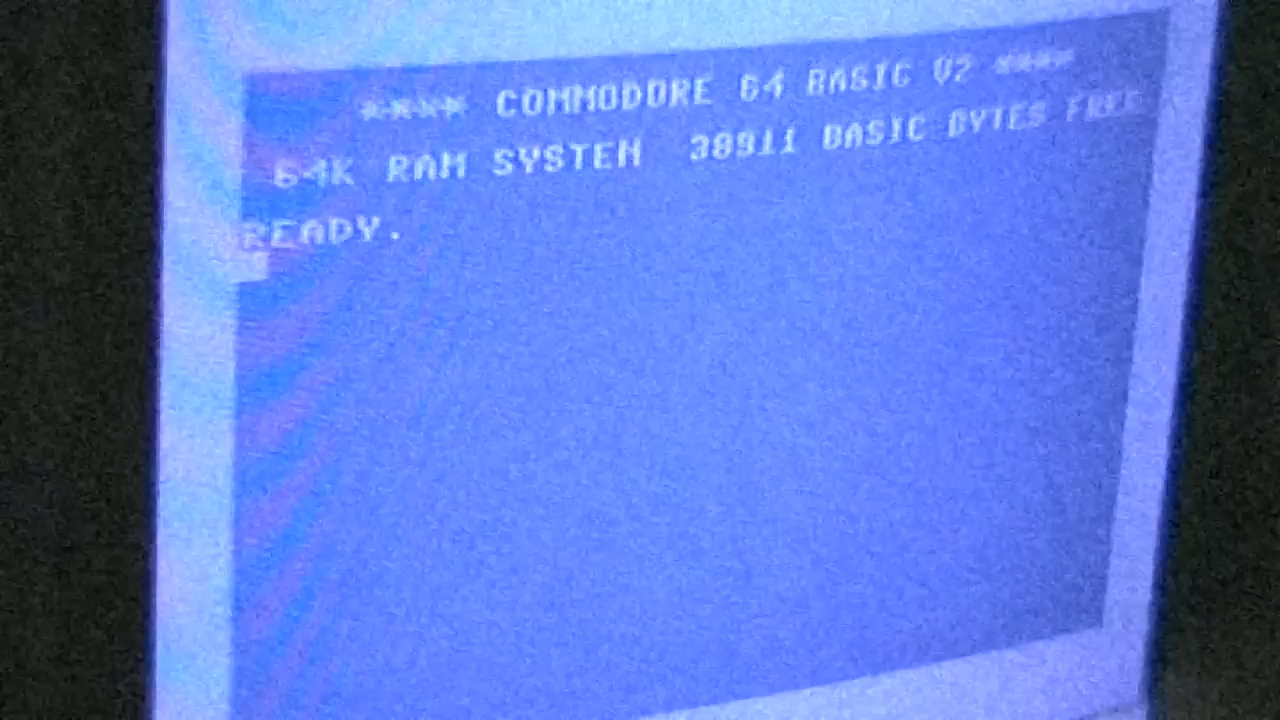 **** COMMODORE 64 BASIC V2 ****
64K RAM SYSTEM 38911 BASIC BYTES FREE
READY.